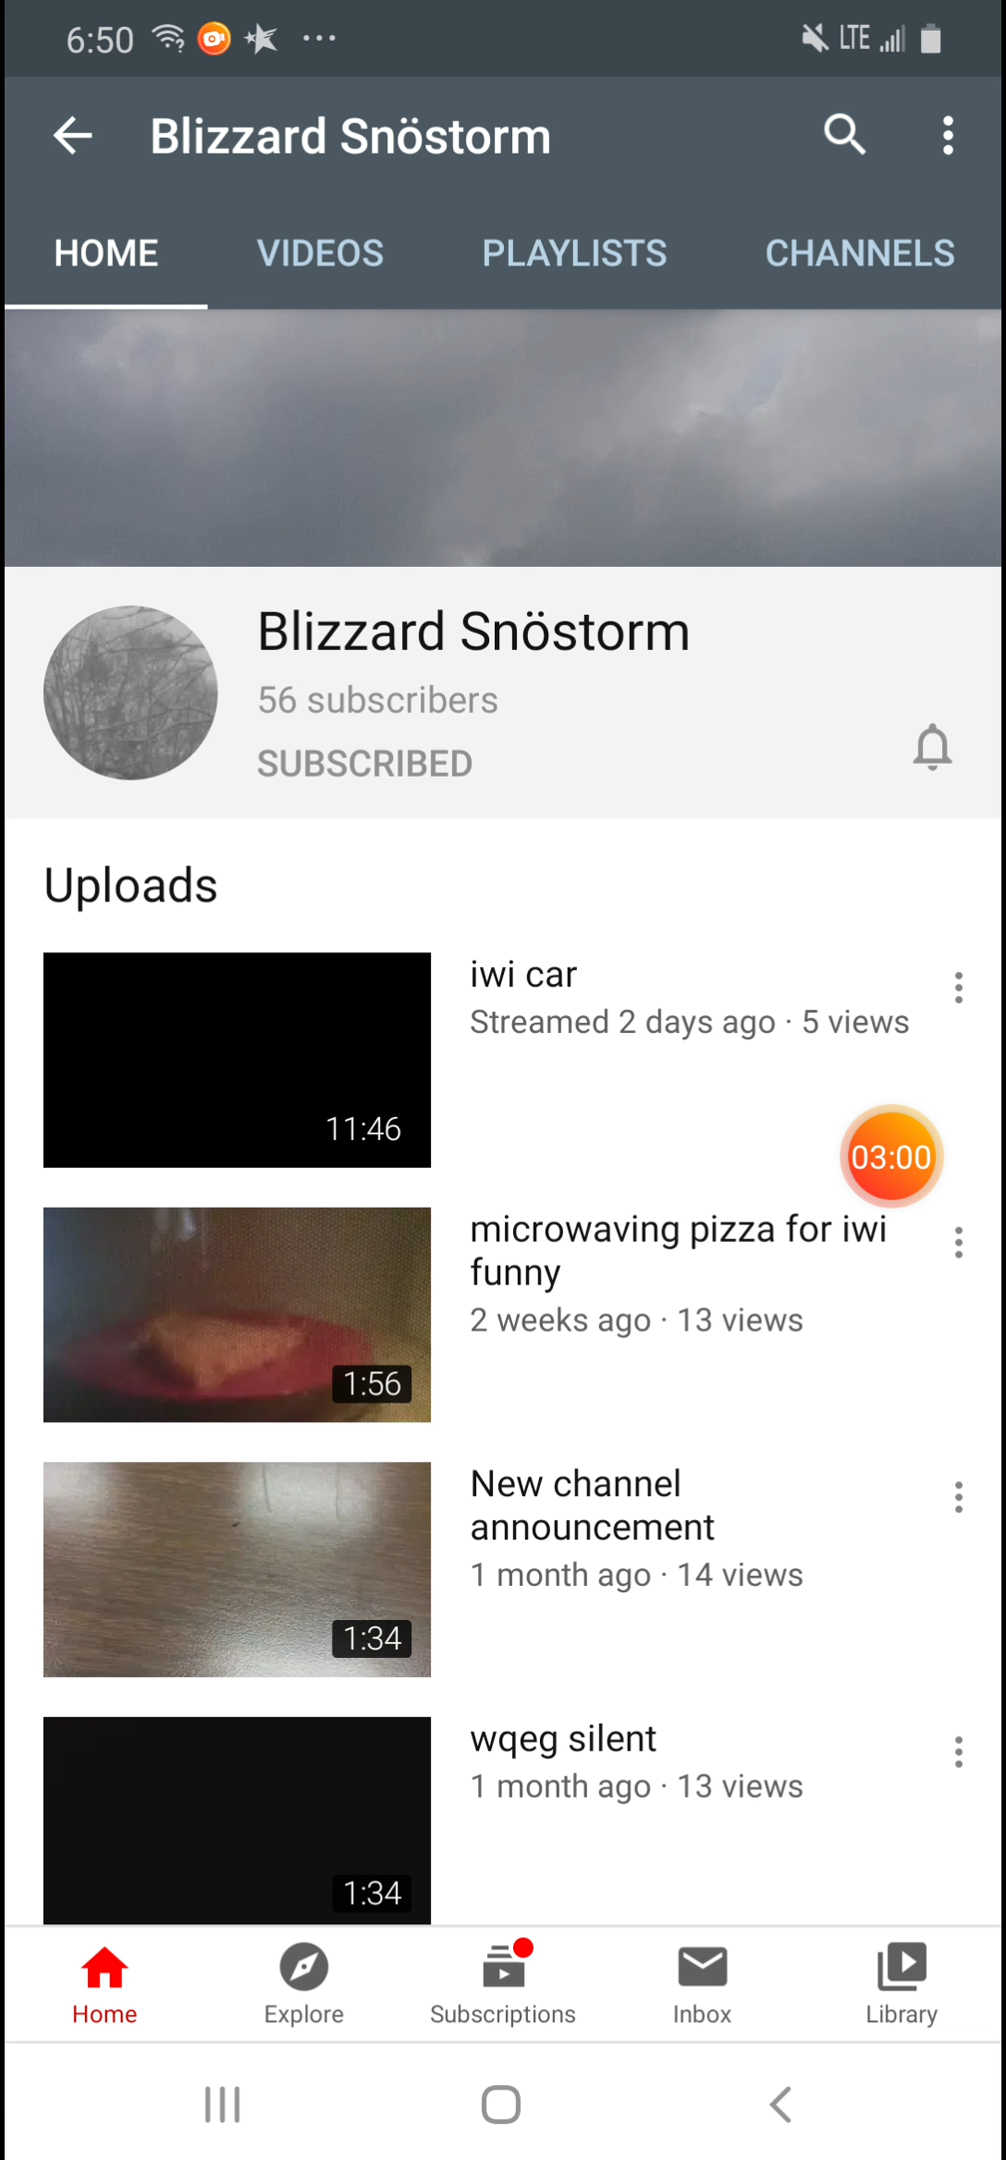 6:50
LTE
Blizzard Snöstorm
HOME
VIDEOS
PLAYLISTS
CHANNELS
Blizzard Snöstorm
56 subscribers
SUBSCRIBED
Uploads
iwi car
Streamed 2 days ago · 5 views
11:46
03:00
microwaving pizza for iwi
funny
2 weeks ago · 13 views
1:56
New channel
announcement
1 month ago · 14 views
1:34
wqeg silent
1 month ago · 13 views
1:34
Home
Explore
Subscriptions
Inbox
Library